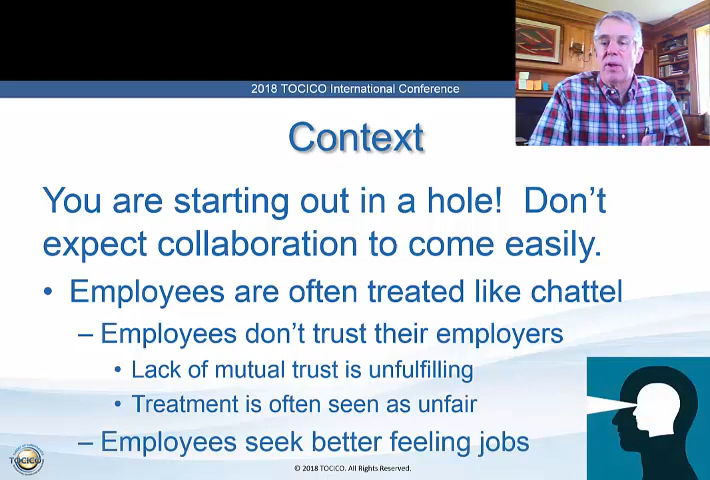 2018 TOCICO International Conference
Context
You are starting out in a hole!  Don't
expect collaboration to come easily.
• Employees are often treated like chattel
– Employees don't trust their employers
• Lack of mutual trust is unfulfilling
• Treatment is often seen as unfair
– Employees seek better feeling jobs
TOCICO
© 2018 TOCICO. All Rights Reserved.